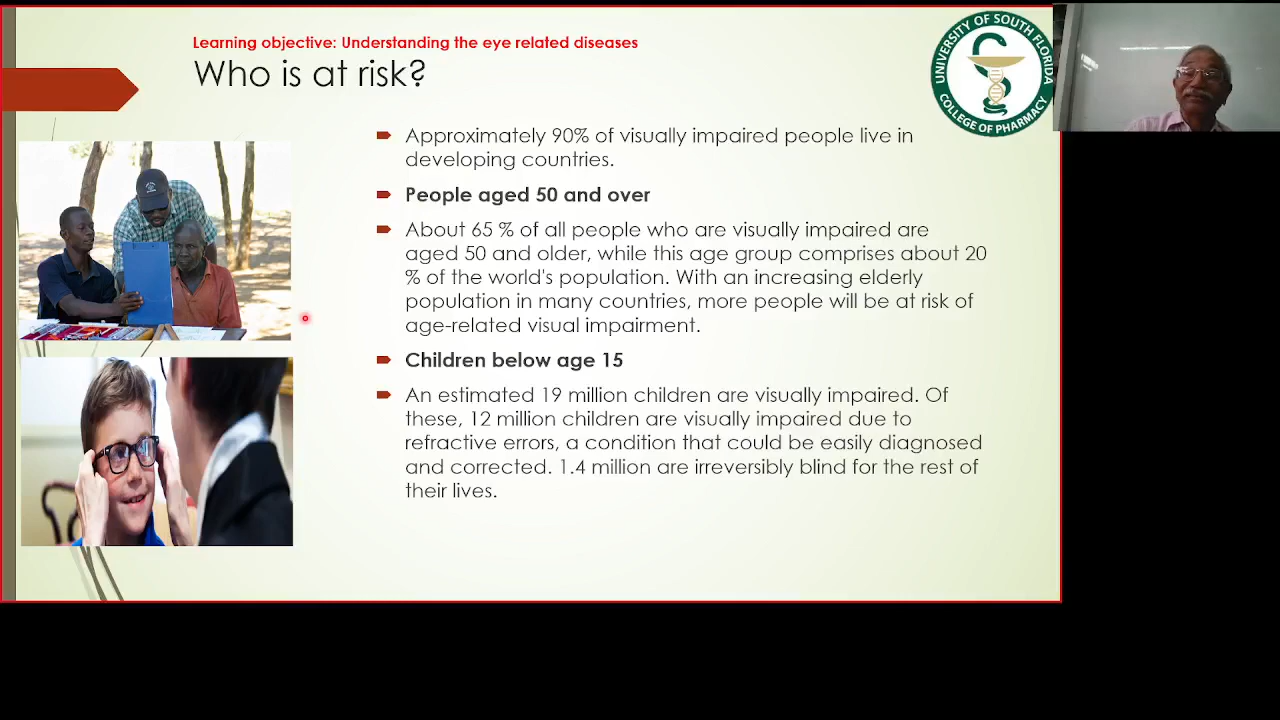 Learning objective: Understanding the eye related diseases
Who is at risk?
UNIVERSITY OF SOUTH FLORIDA
COLLEGE OF PHARMACY
Approximately 90% of visually impaired people live in
developing countries.
People aged 50 and over
About 65 % of all people who are visually impaired are
aged 50 and older, while this age group comprises about 20
% of the world's population. With an increasing elderly
population in many countries, more people will be at risk of
age-related visual impairment.
Children below age 15
An estimated 19 million children are visually impaired. Of
these, 12 million children are visually impaired due to
refractive errors, a condition that could be easily diagnosed
and corrected. 1.4 million are irreversibly blind for the rest of
their lives.